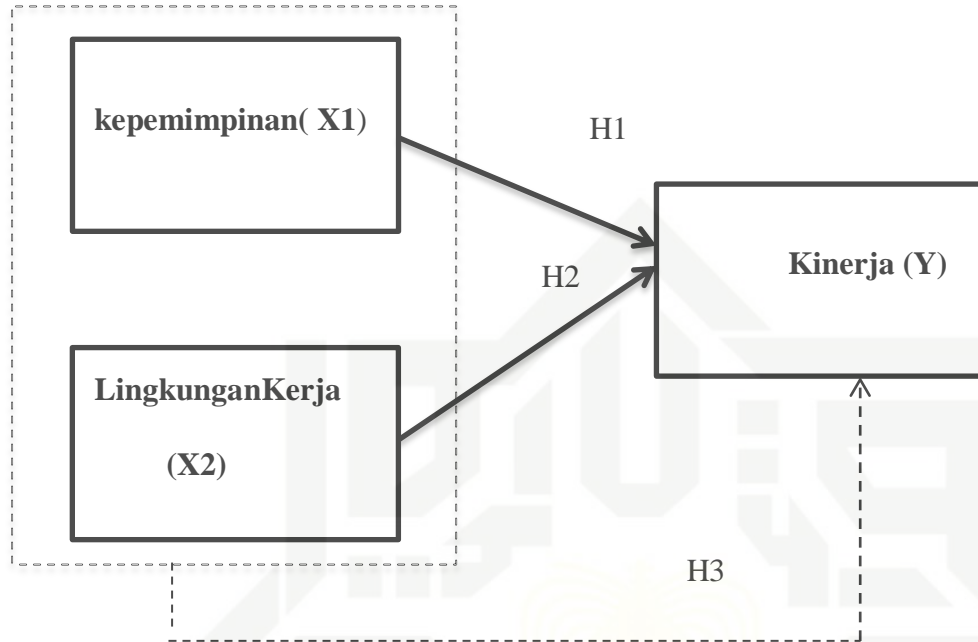 kepemimpinan( X1)
H1
Kinerja (Y)
H2
LingkunganKerja
(X2)
H3